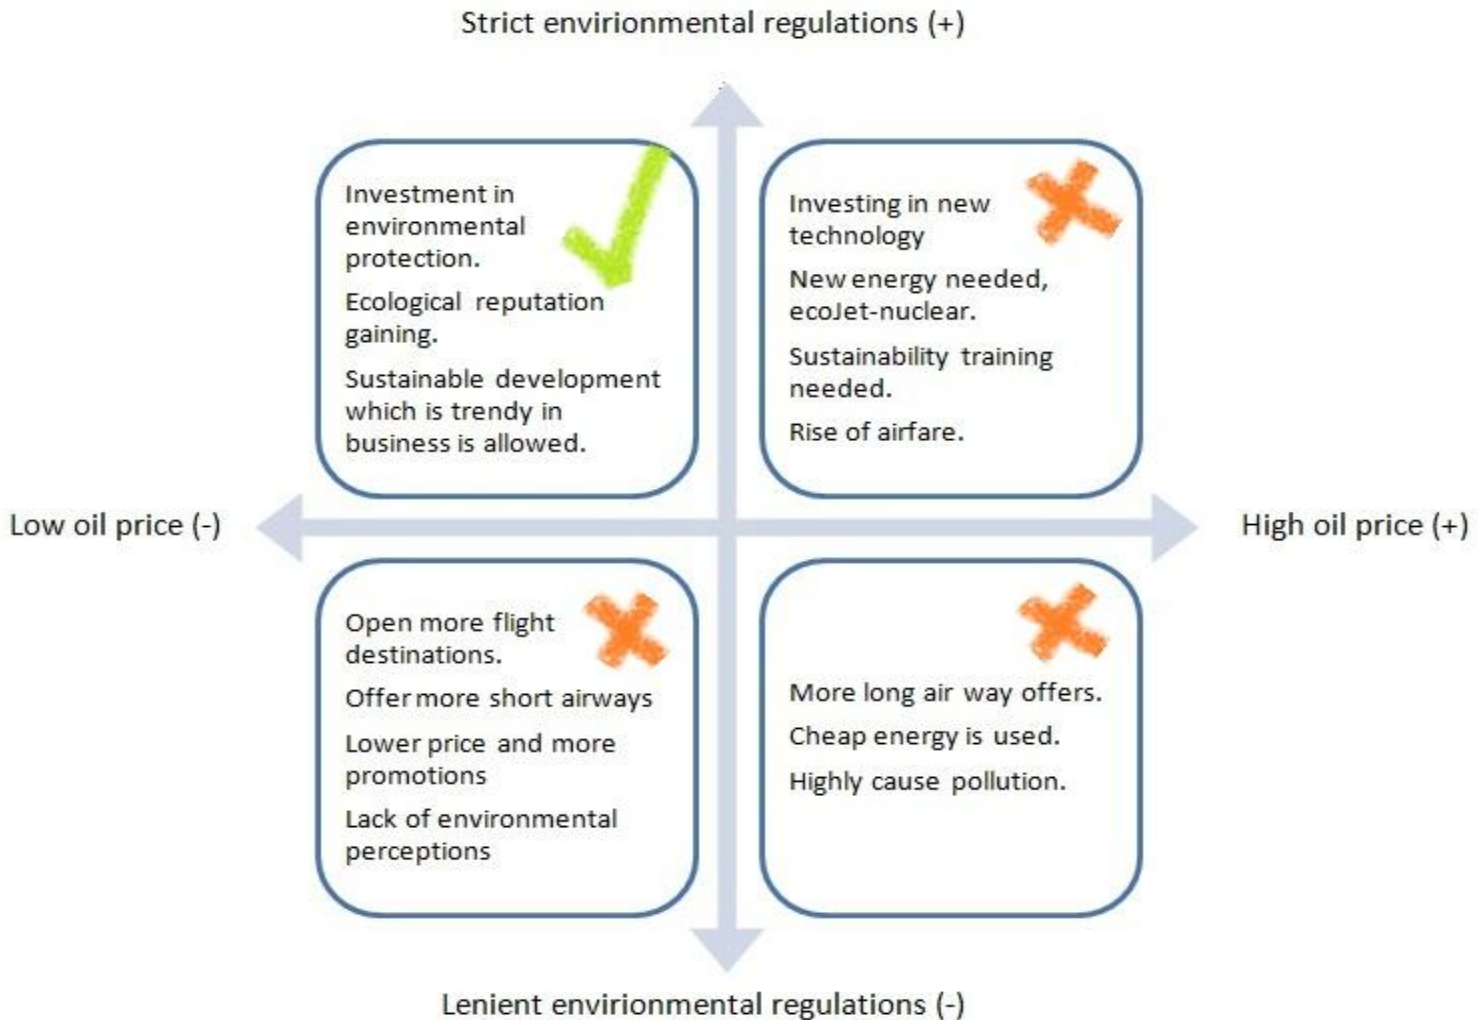 Strict envirionmental regulations (+)
Investment in
environmental
protection.
Ecological reputation
gaining.
Sustainable development
which is trendy in
business is allowed.
Investing in new
technology
New energy needed,
ecoJet-nuclear.
Sustainability training
needed.
Rise of airfare.
Low oil price (-)
High oil price (+)
Open more flight
destinations.
Offer more short airways
Lower price and more
promotions
Lack of environmental
perceptions
More long air way offers.
Cheap energy is used.
Highly cause pollution.
Lenient envirionmental regulations (-)